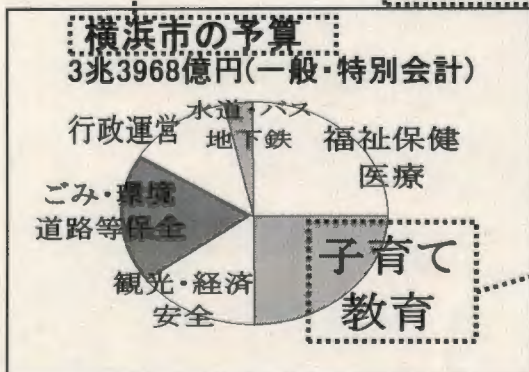 横浜市の予算
3兆3968億円(一般・特別会計)
水道・バス
地下鉄
福祉保健
医療
行政運営
ごみ・環境
道路等保全
子育て
教育
観光・経済
安全